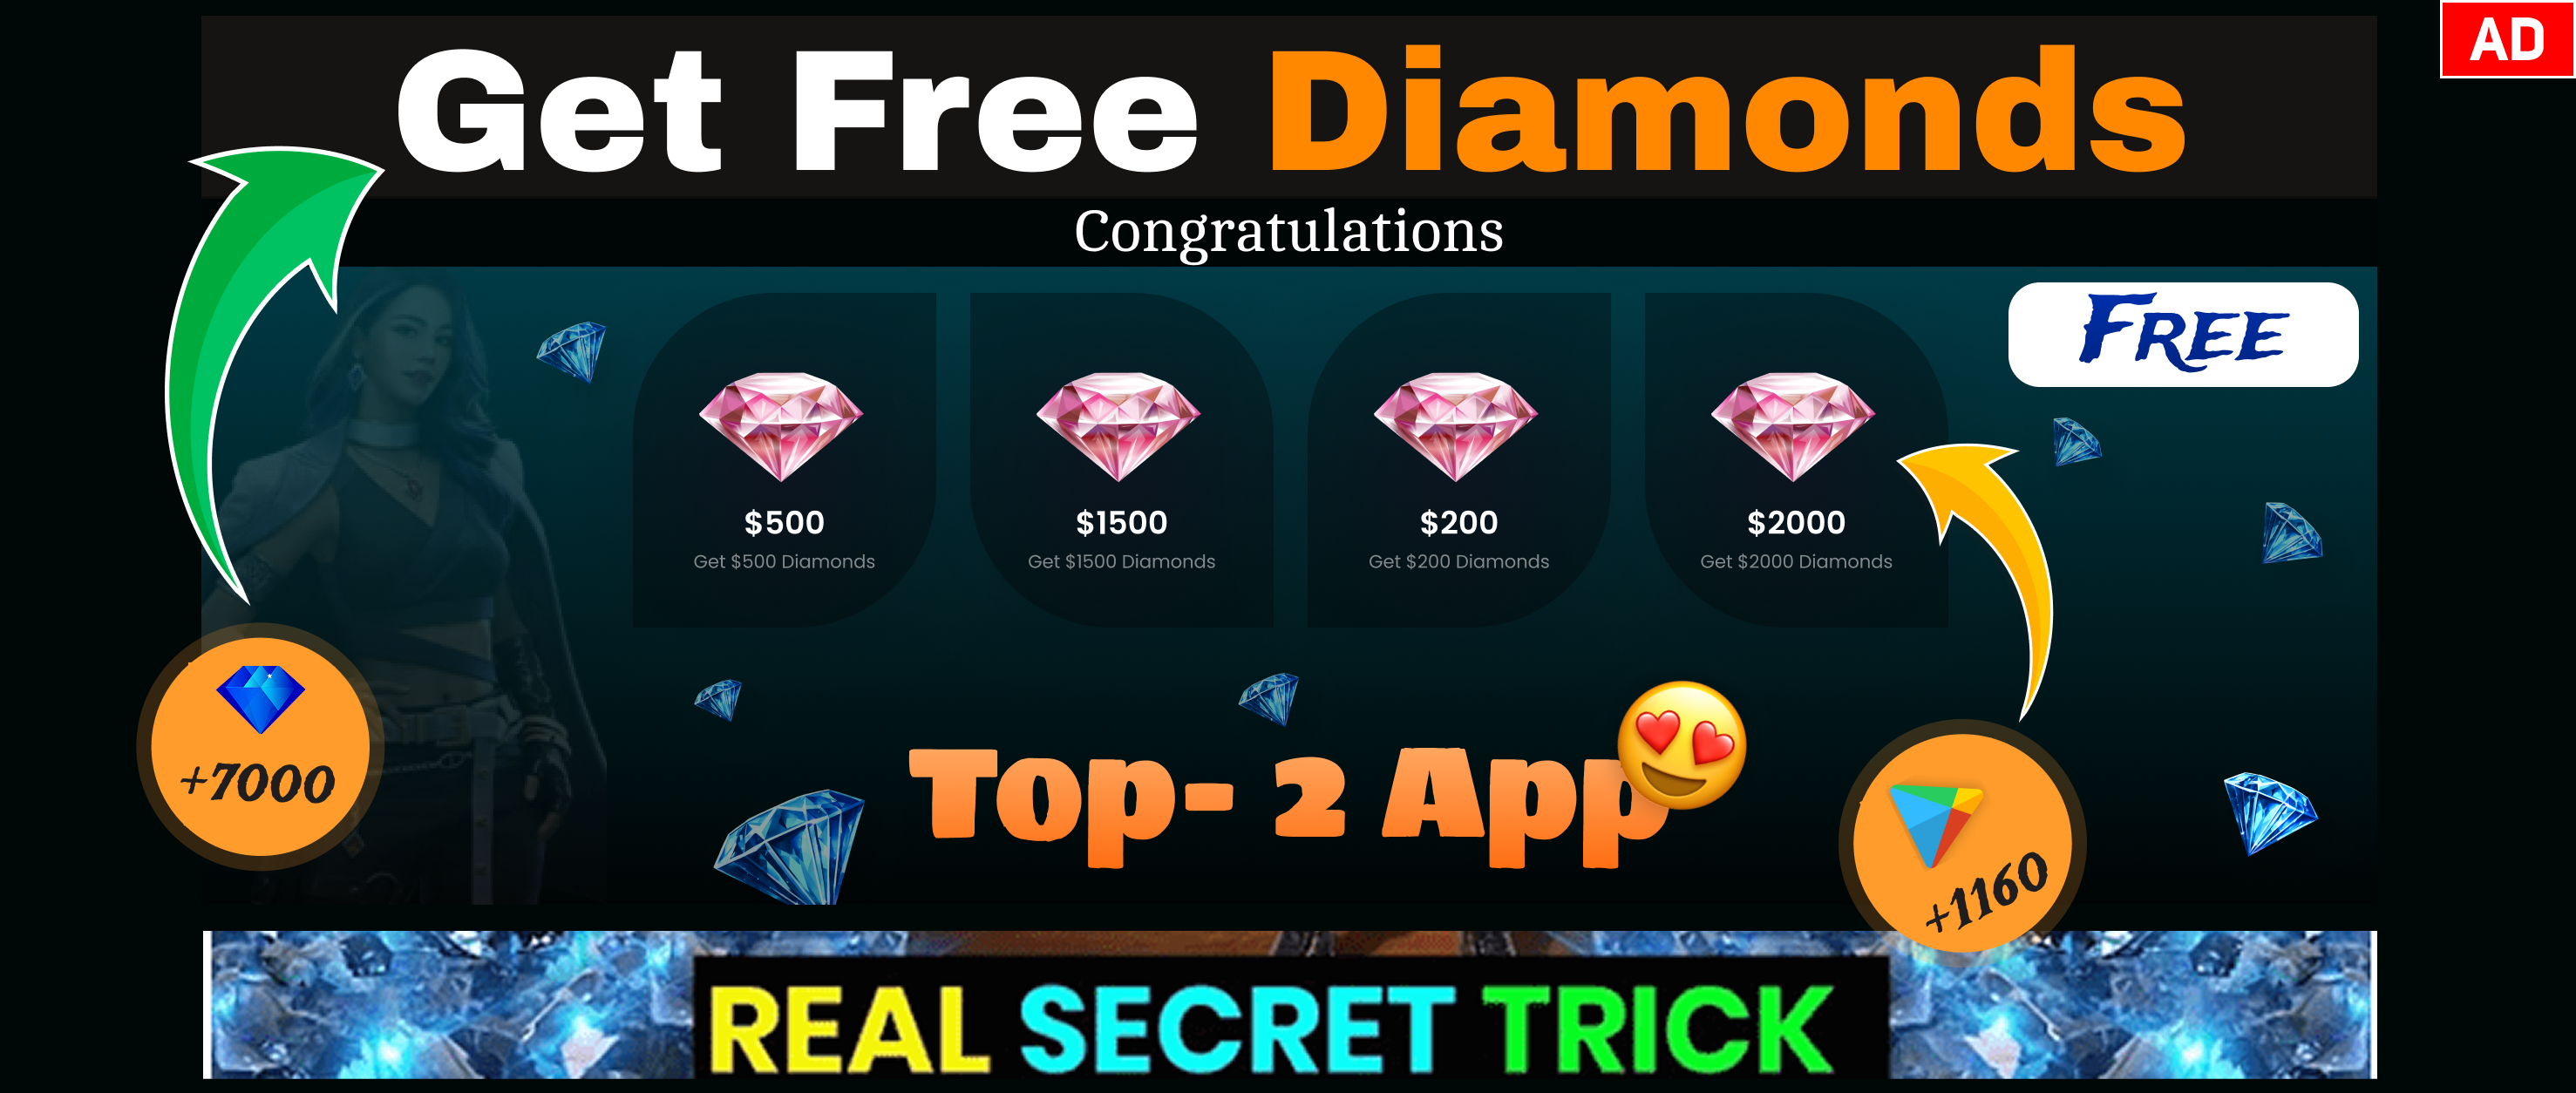 AD
Get Free Diamonds
Congratulations
FREE
$500
Get $500 Diamonds
$1500
Get $1500 Diamonds
$200
Get $200 Diamonds
$2000
Get $2000 Diamonds
+7000
Top- 2 App
+1160
REAL SECRET TRICK